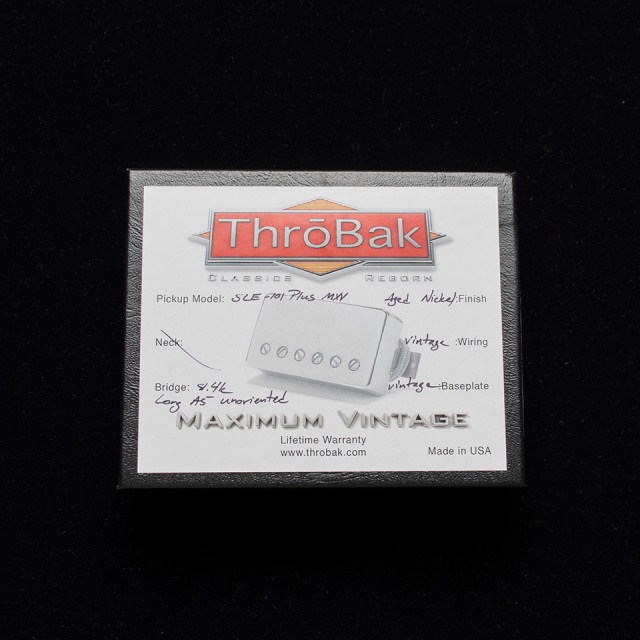 ThrōBak
CLASSICS REBORN
Pickup Model: SLE-101 Plus MXV Aged Nickel :Finish
Neck: Vintage :Wiring
Bridge: 8.4k Vintage :Baseplate
Long A5 unoriented
MAXIMUM VINTAGE
Lifetime Warranty
www.throbak.com Made in USA